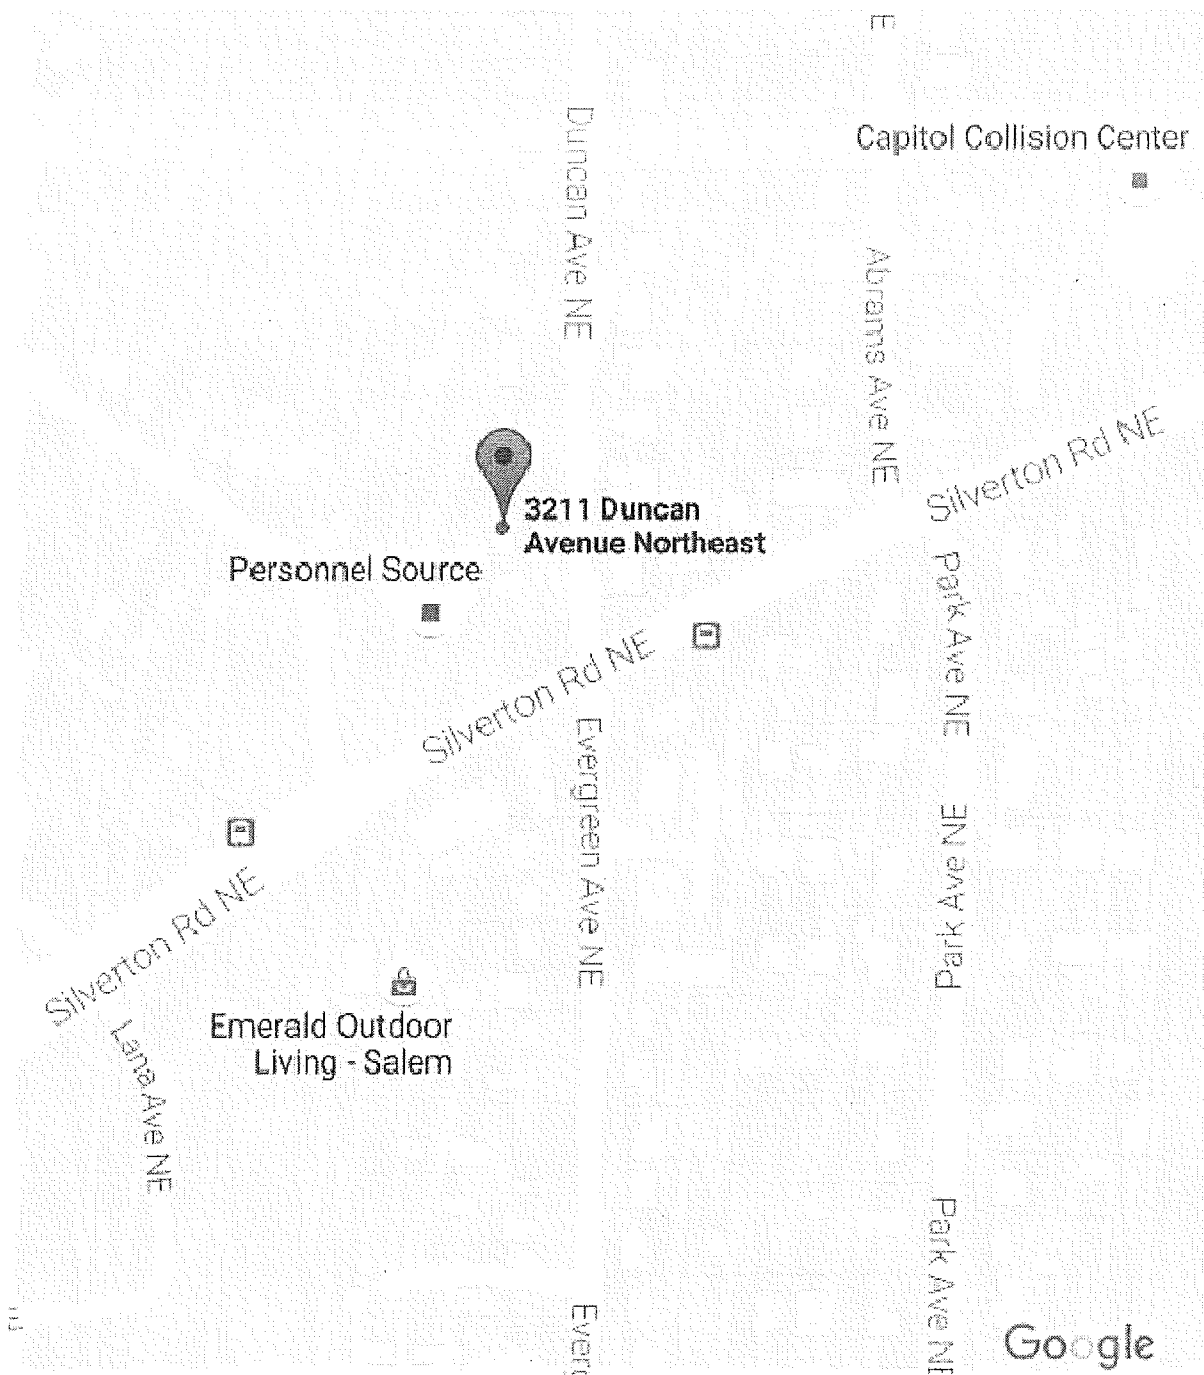 E
Duncan Ave NE
Capitol Collision Center
Abrams Ave NE
Silverton Rd NE
3211 Duncan
Avenue Northeast
Personnel Source
Park Ave NE
Silverton Rd NE
Evergreen Ave NE
Park Ave NE
Silverton Rd NE
Emerald Outdoor
Living - Salem
Lana Ave NE
Park Ave NE
Everg
Google